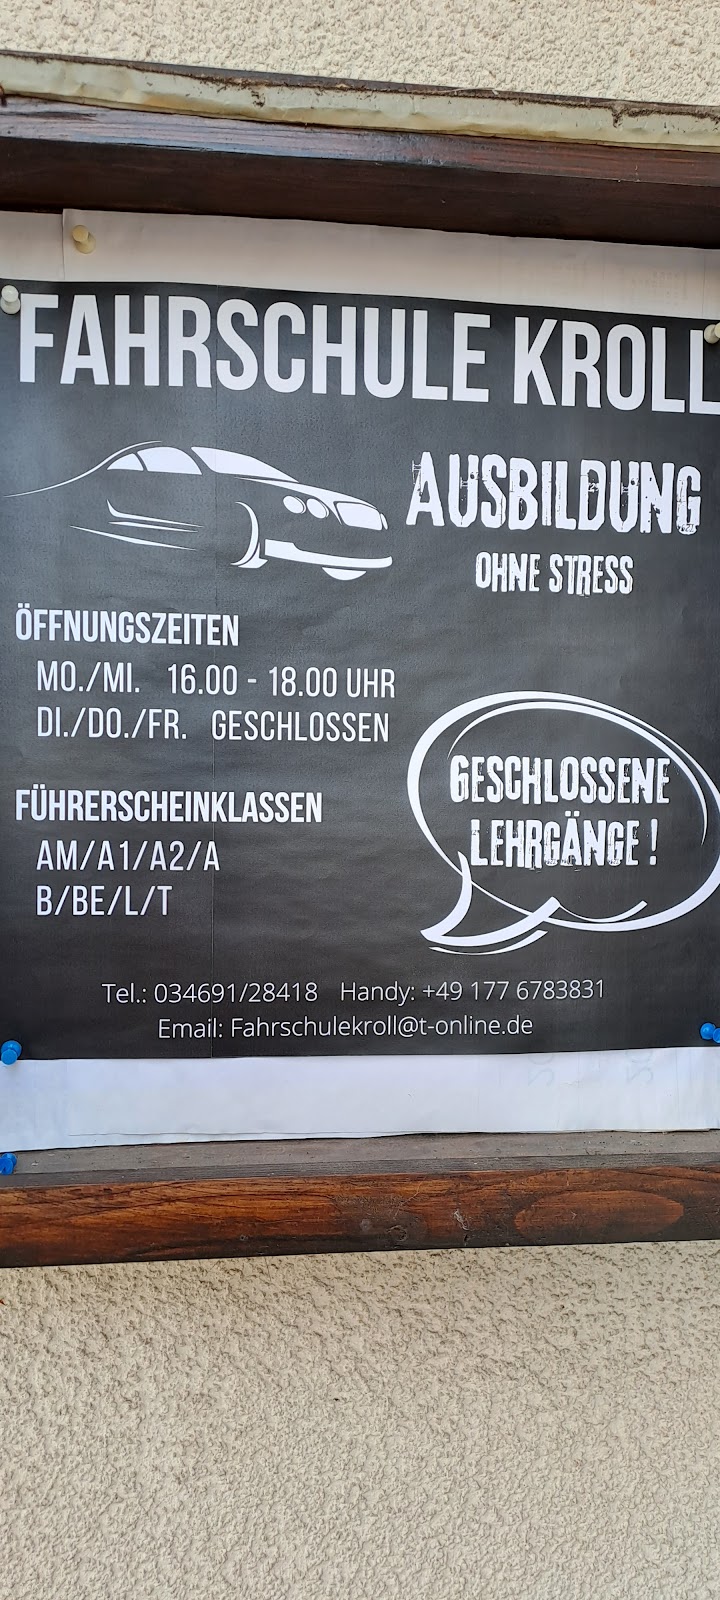 FAHRSCHULE KROLL
AUSBILDUNG
OHNE STRESS
ÖFFNUNGSZEITEN
MO./MI. 16.00 - 18.00 UHR
DI./DO./FR. GESCHLOSSEN
GESCHLOSSENE
LEHRGÄNGE !
FÜHRERSCHEINKLASSEN
AM/A1/A2/A
B/BE/L/T
Tel.: 034691/28418 Handy: +49 177 6783831
Email: Fahrschulekroll@t-online.de